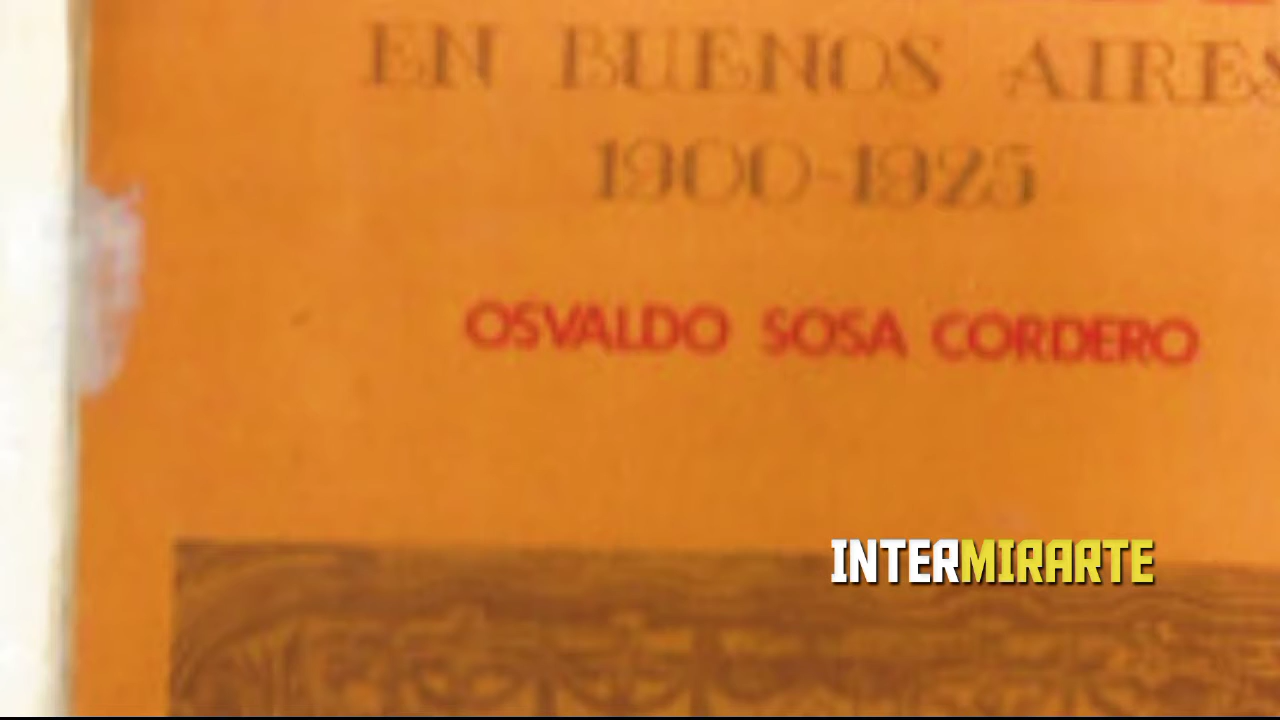 EN BUENOS AIRES
1900-1925
OSVALDO SOSA CORDERO
INTERMIRARTE